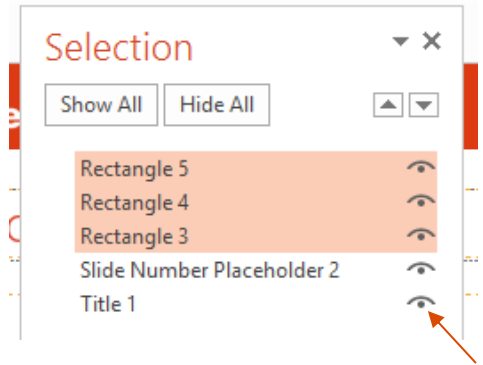 Selection
Show All Hide All
Rectangle 5
Rectangle 4
Rectangle 3
Slide Number Placeholder 2
Title 1